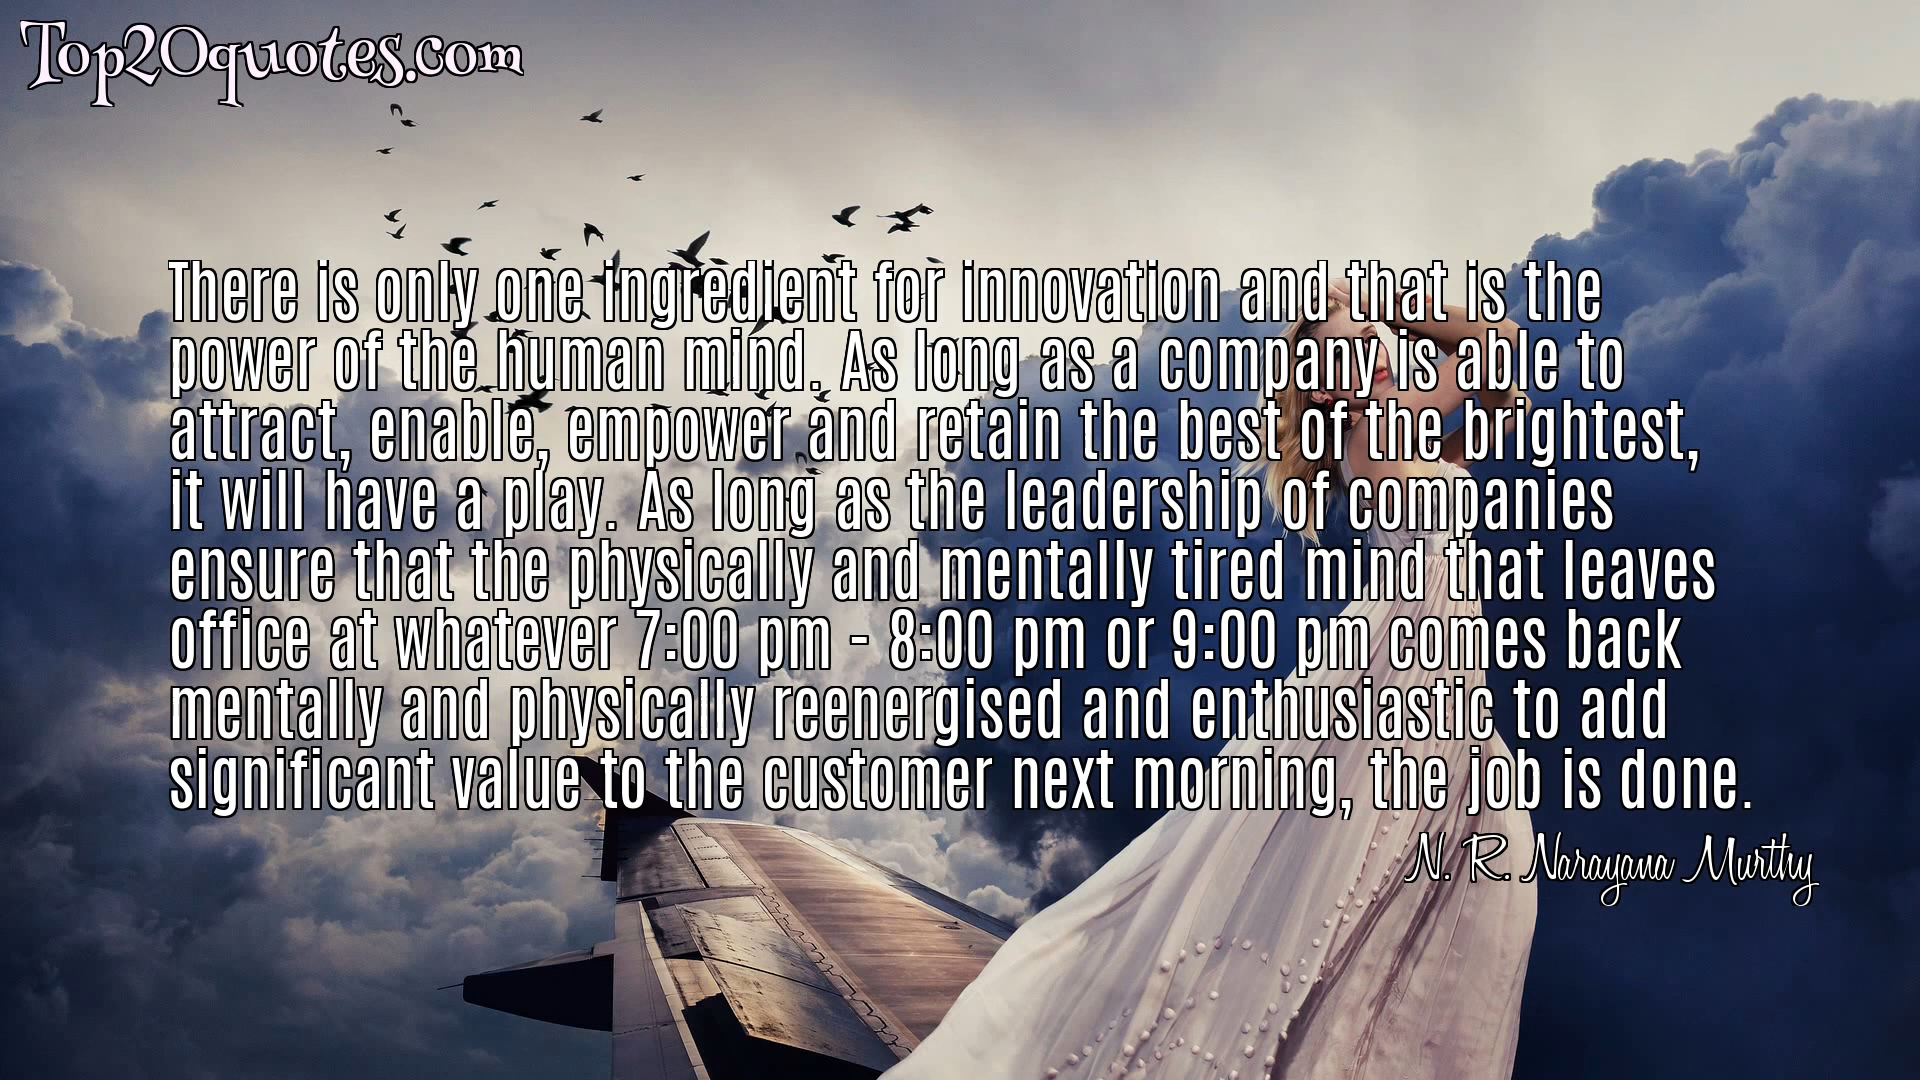 Top20quotes.com
There is only one ingredient for innovation and that is the
power of the human mind. As long as a company is able to
attract, enable, empower and retain the best of the brightest,
it will have a play. As long as the leadership of companies
ensure that the physically and mentally tired mind that leaves
office at whatever 7:00 pm - 8:00 pm or 9:00 pm comes back
mentally and physically reenergised and enthusiastic to add
significant value to the customer next morning, the job is done.
N. R. Narayana Murthy